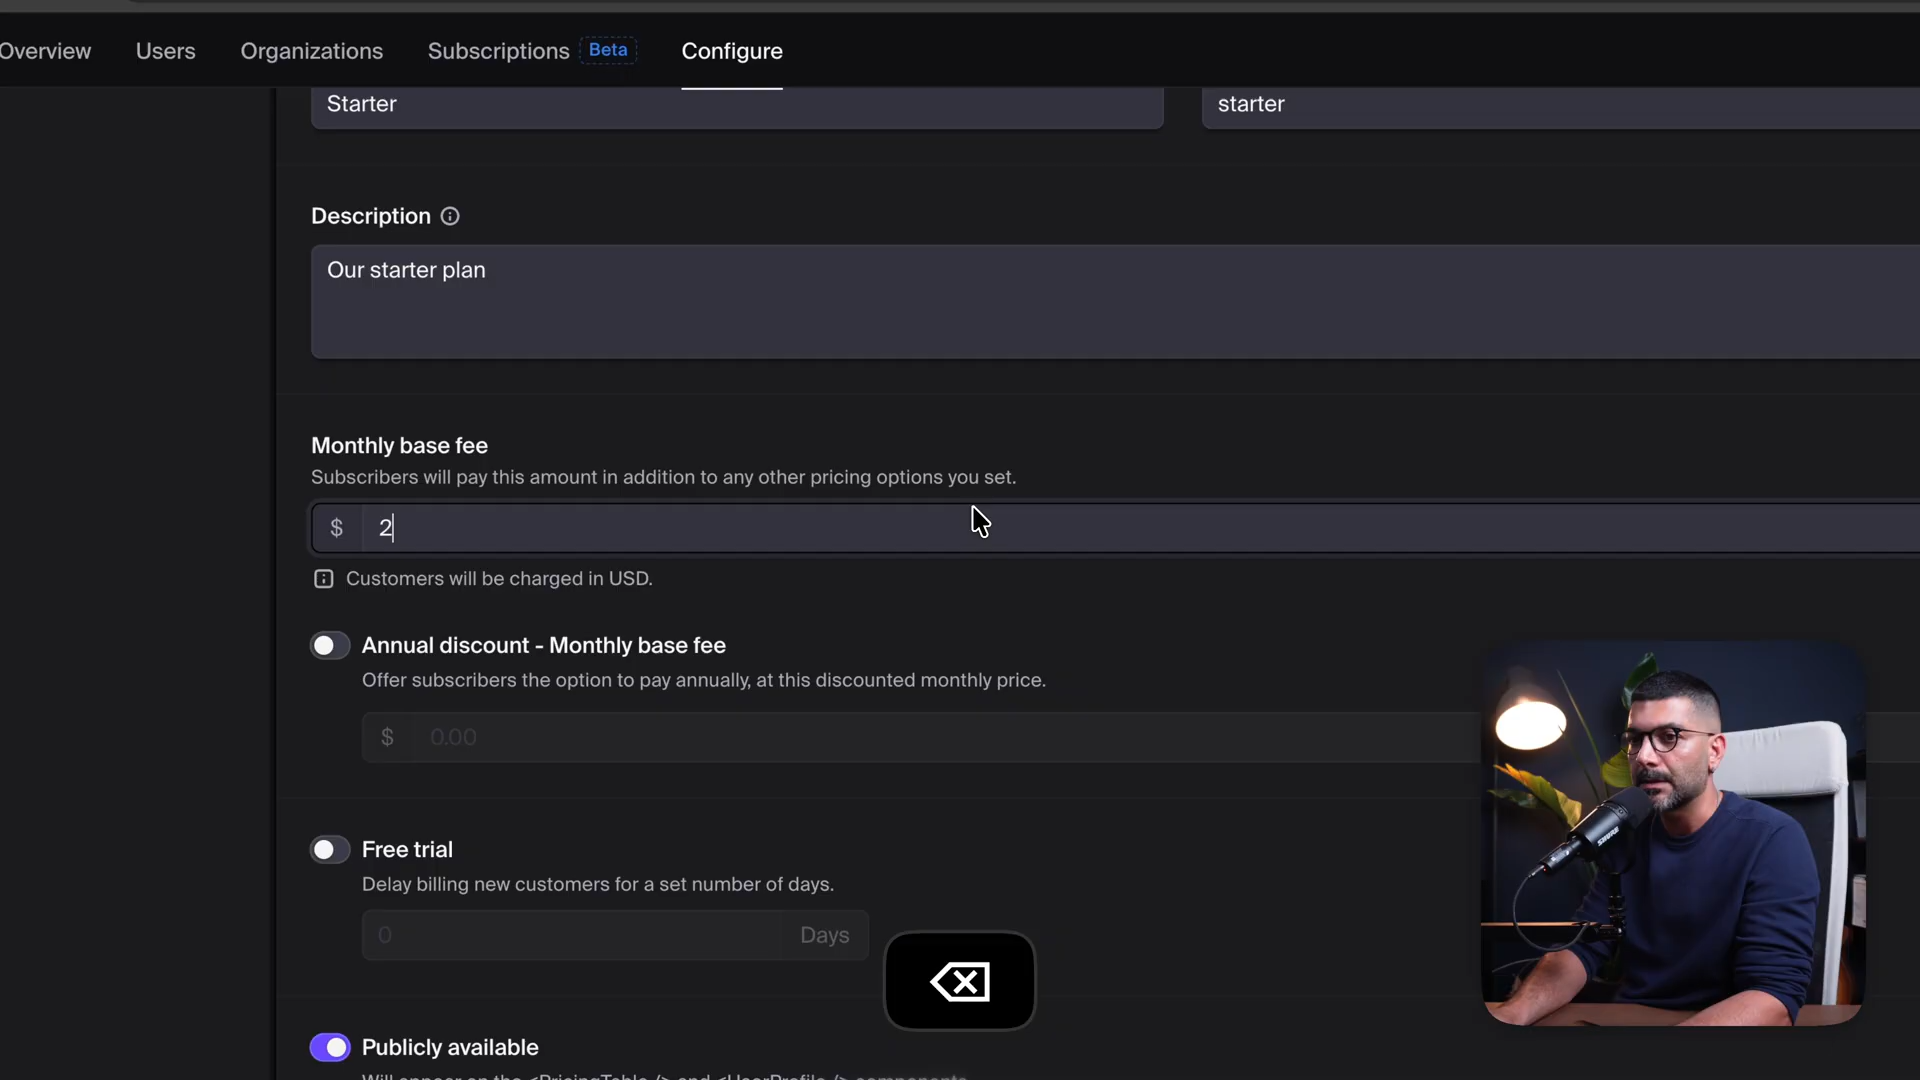 Overview Users Organizations Subscriptions Beta Configure
Starter starter
Description
Our starter plan
Monthly base fee
Subscribers will pay this amount in addition to any other pricing options you set.
$ 2
Customers will be charged in USD.
Annual discount - Monthly base fee
Offer subscribers the option to pay annually, at this discounted monthly price.
$ 0.00
Free trial
Delay billing new customers for a set number of days.
0 Days
SHURE
Publicly available
Will appear on the <PricingTable /> and <UserProfile /> components